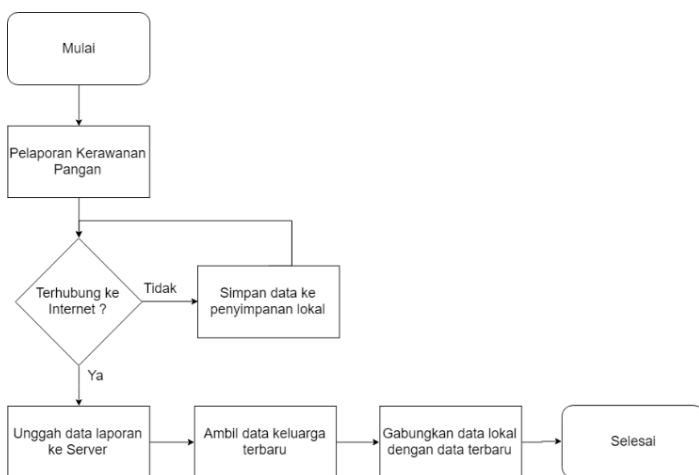 Mulai
Pelaporan Kerawanan
Pangan
Terhubung ke
Internet ?
Tidak
Simpan data ke
penyimpanan lokal
Ya
Unggah data laporan
ke Server
Ambil data keluarga
terbaru
Gabungkan data lokal
dengan data terbaru
Selesai